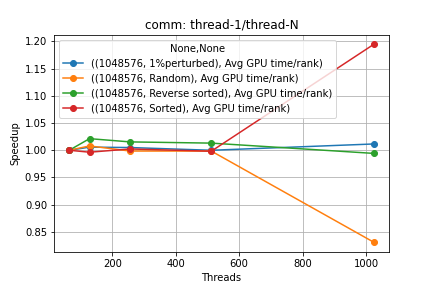 comm: thread-1/thread-N
None,None
((1048576, 1%perturbed), Avg GPU time/rank)
((1048576, Random), Avg GPU time/rank)
((1048576, Reverse sorted), Avg GPU time/rank)
((1048576, Sorted), Avg GPU time/rank)
Speedup
1.20
1.15
1.10
1.05
1.00
0.95
0.90
0.85
200 400 600 800 1000
Threads